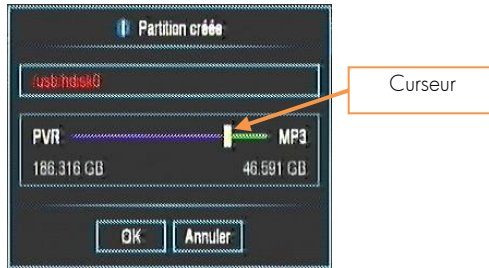 Partition créée
/usb/hdisk0
Curseur
PVR MP3
186.316 GB 46.591 GB
OK Annuler